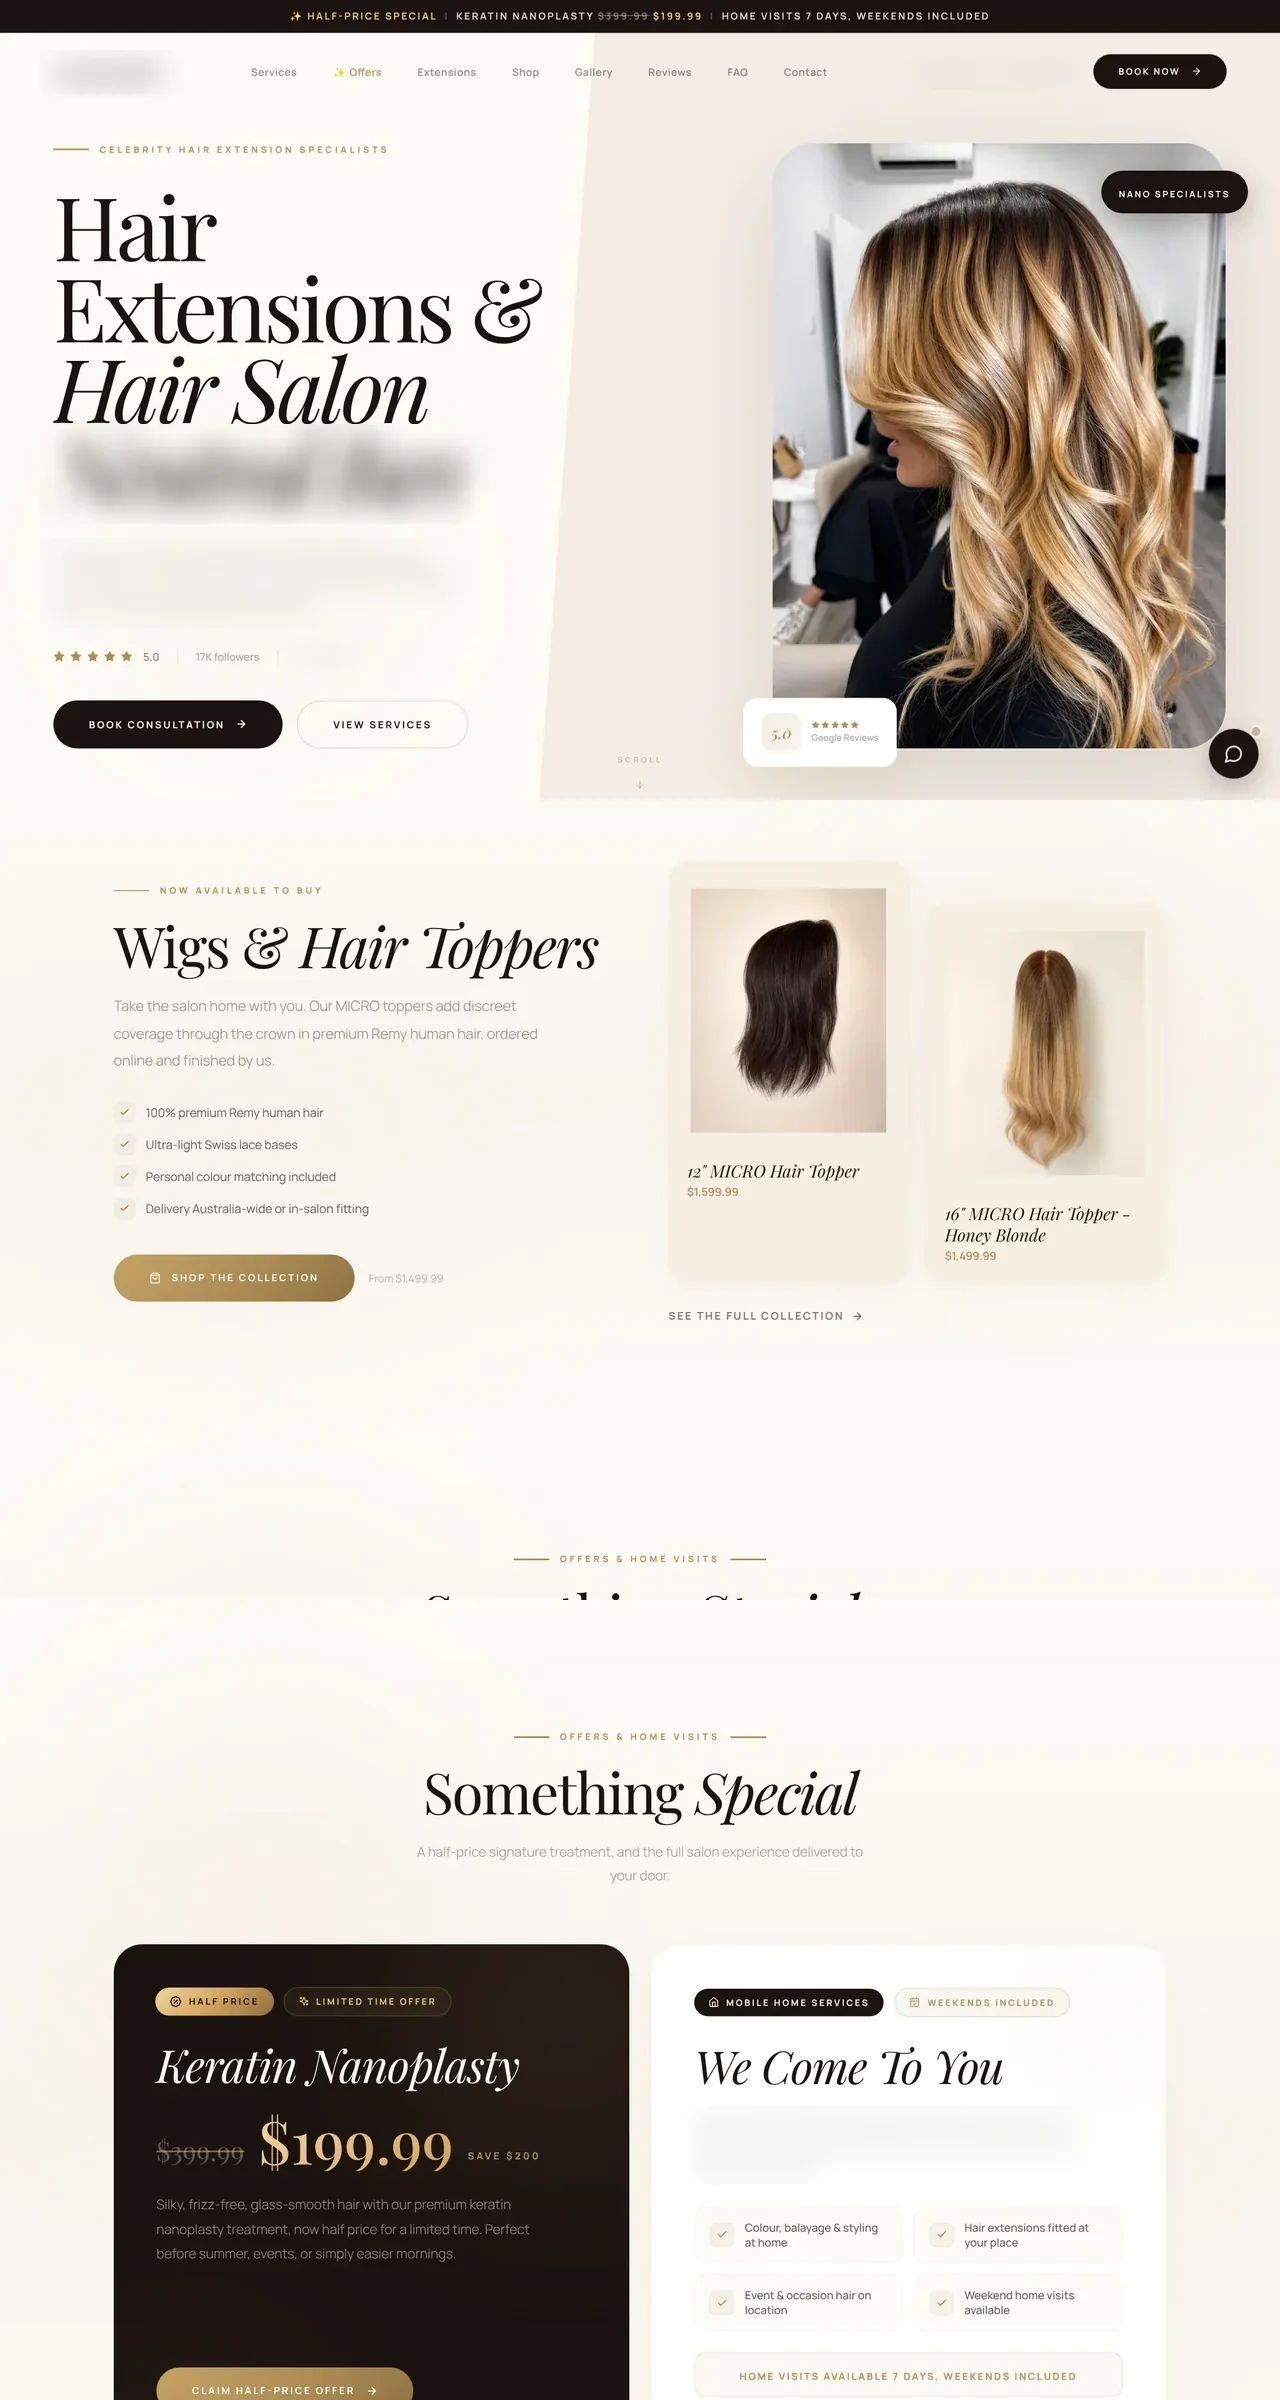 ✨ HALF-PRICE SPECIAL | KERATIN NANOPLASTY $399.99 $199.99 | HOME VISITS 7 DAYS, WEEKENDS INCLUDED
Services ✨ Offers Extensions Shop Gallery Reviews FAQ Contact BOOK NOW →
CELEBRITY HAIR EXTENSION SPECIALISTS
NANO SPECIALISTS
Hair
Extensions &
Hair Salon
★★★★★ 5.0 | 17K followers |
BOOK CONSULTATION →
VIEW SERVICES
5.0
★★★★★
Google Reviews
SCROLL
↓
NOW AVAILABLE TO BUY
Wigs & Hair Toppers
Take the salon home with you. Our MICRO toppers add discreet
coverage through the crown in premium Remy human hair, ordered
online and finished by us.
100% premium Remy human hair
Ultra-light Swiss lace bases
Personal colour matching included
Delivery Australia-wide or in-salon fitting
SHOP THE COLLECTION
From $1,499.99
12" MICRO Hair Topper
$1,599.99
16" MICRO Hair Topper -
Honey Blonde
$1,499.99
SEE THE FULL COLLECTION →
OFFERS & HOME VISITS
Something Special
OFFERS & HOME VISITS
Something Special
A half-price signature treatment, and the full salon experience delivered to
your door.
HALF PRICE
LIMITED TIME OFFER
Keratin Nanoplasty
$399.99 $199.99 SAVE $200
Silky, frizz-free, glass-smooth hair with our premium keratin
nanoplasty treatment, now half price for a limited time. Perfect
before summer, events, or simply easier mornings.
CLAIM HALF-PRICE OFFER →
MOBILE HOME SERVICES
WEEKENDS INCLUDED
We Come To You
Colour, balayage & styling
at home
Hair extensions fitted at
your place
Event & occasion hair on
location
Weekend home visits
available
HOME VISITS AVAILABLE 7 DAYS, WEEKENDS INCLUDED